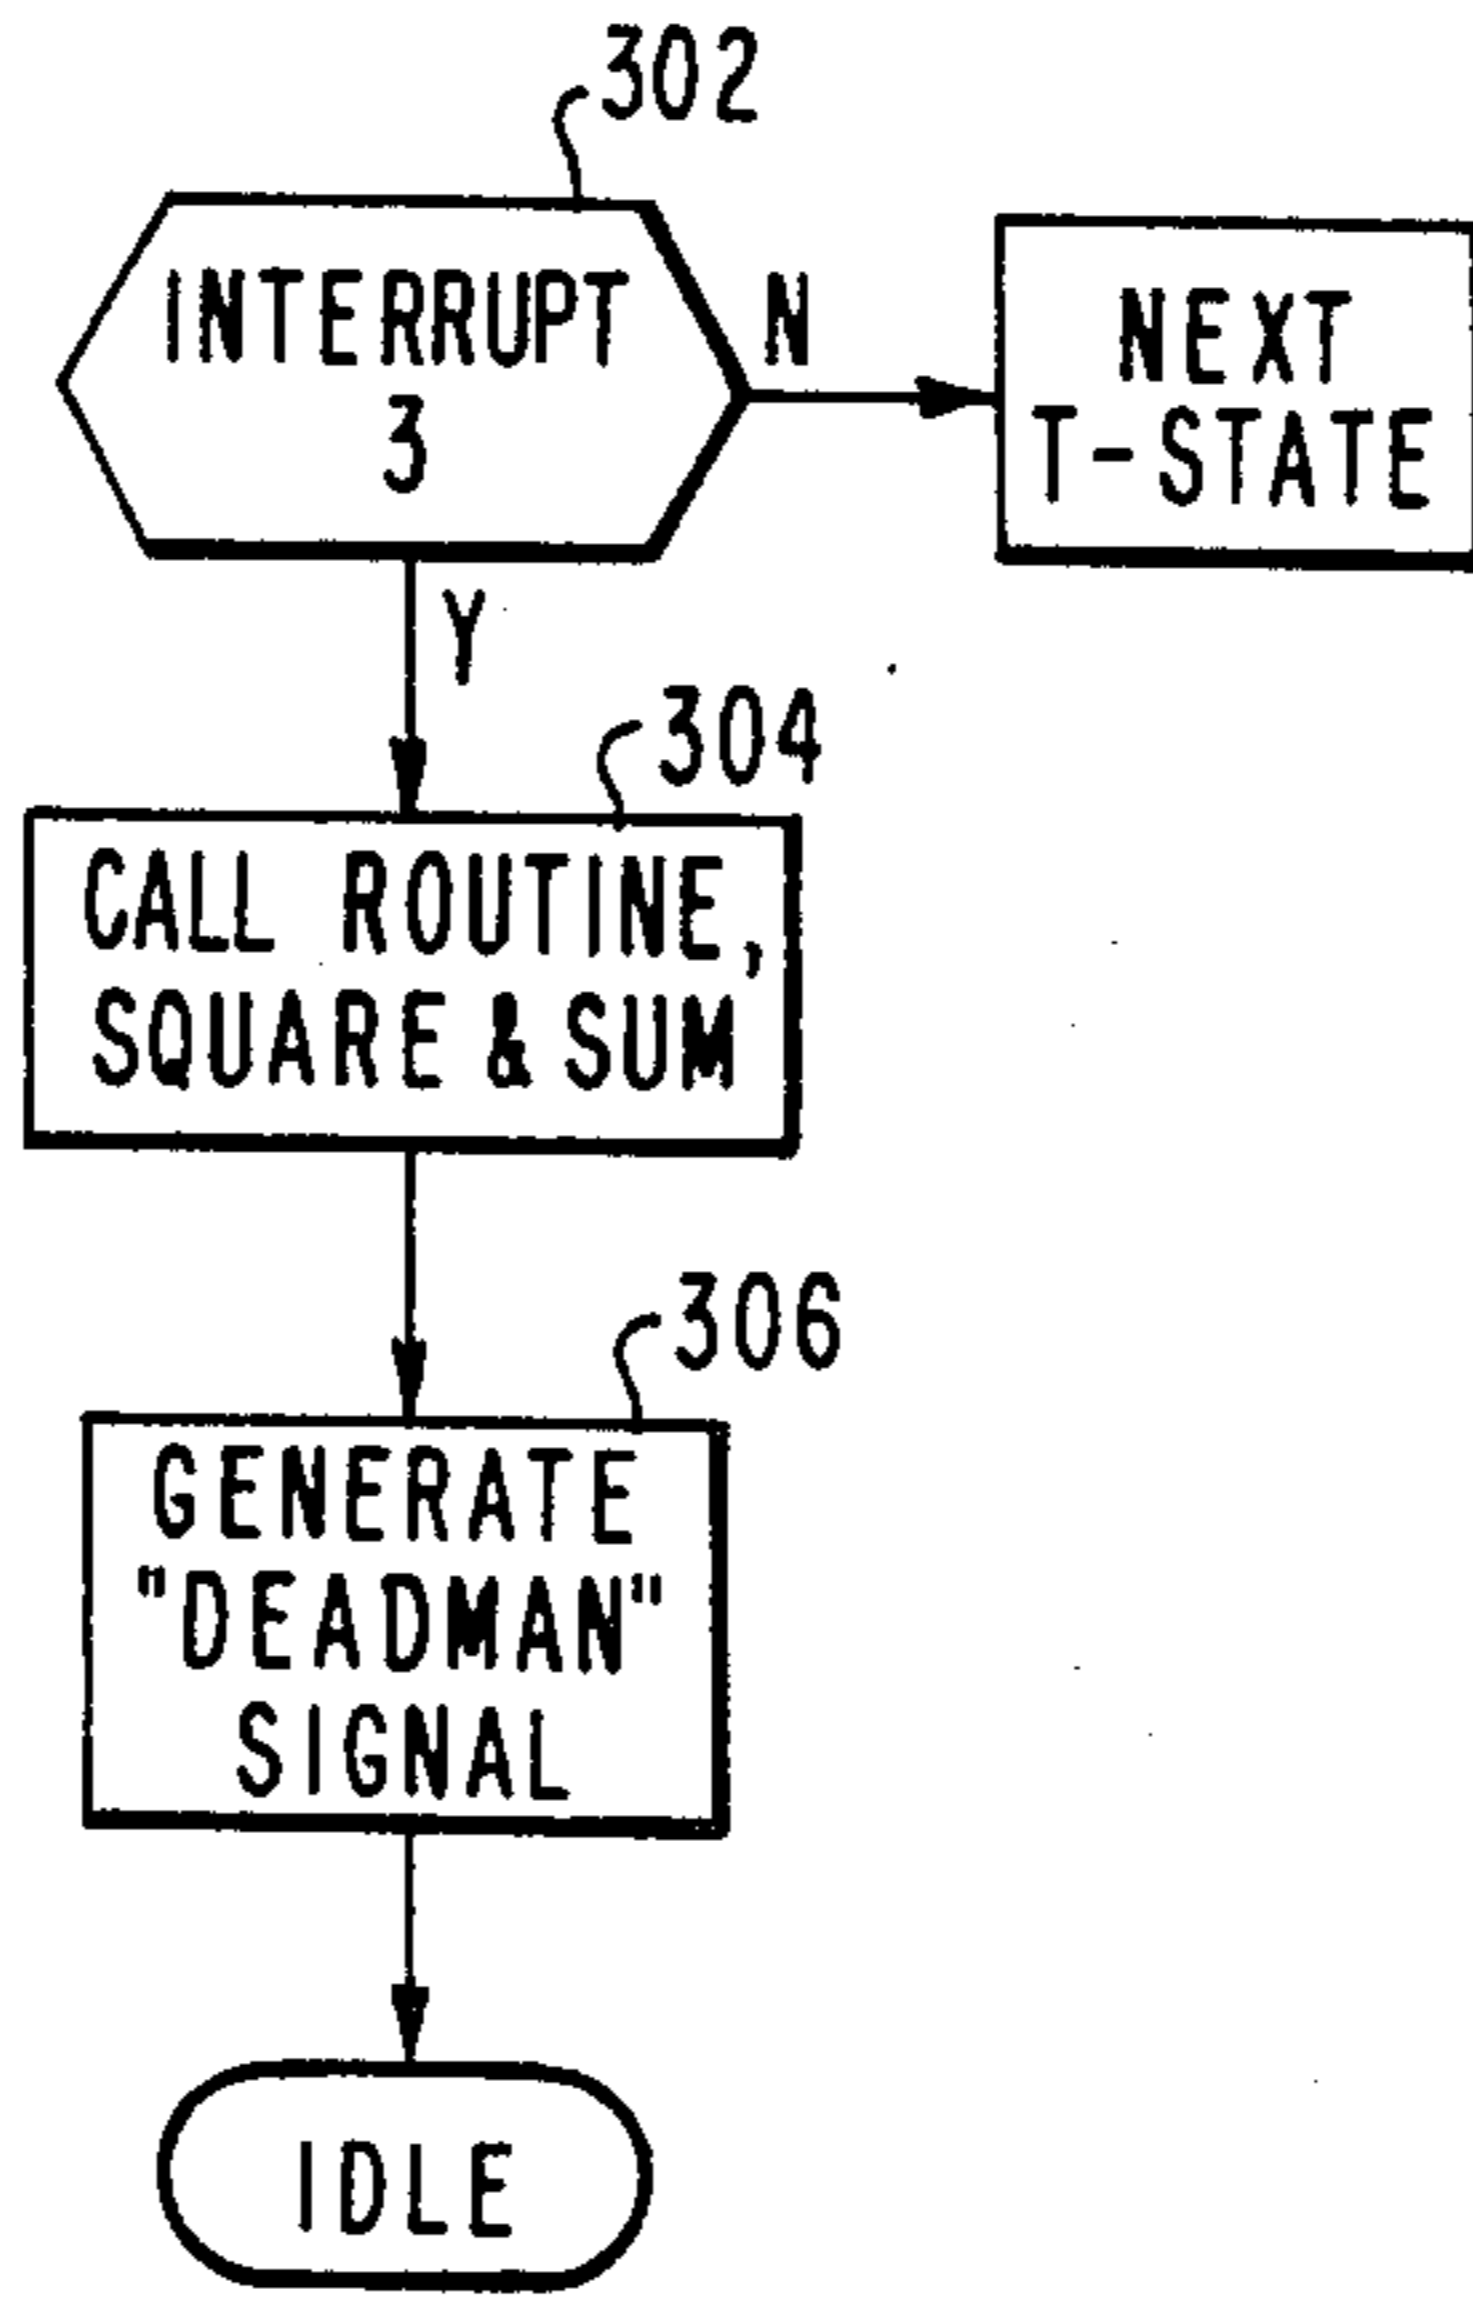 302
INTERRUPT
3
N
NEXT
T-STATE
Y
304
CALL ROUTINE,
SQUARE & SUM
306
GENERATE
"DEADMAN"
SIGNAL
IDLE